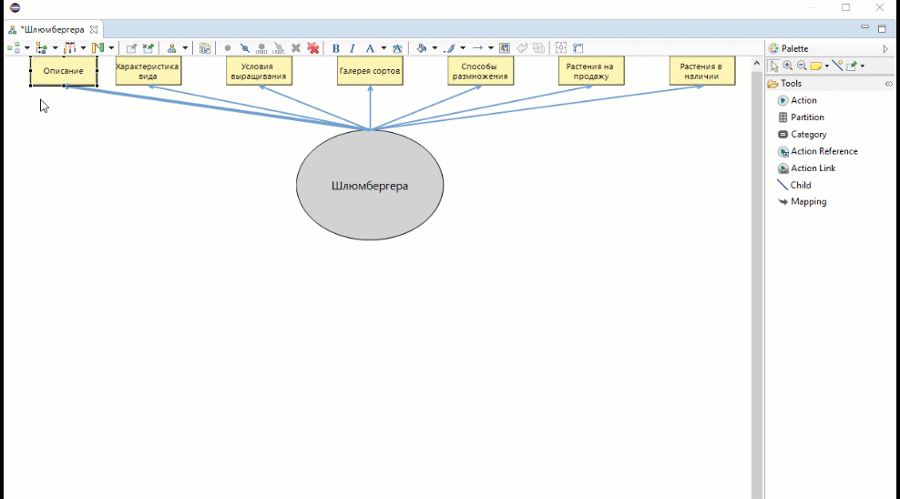 *Шлюмбергера
B I A A
Palette
Описание
Характеристика
вида
Условия
выращивания
Галерея сортов
Способы
размножения
Растения на
продажу
Растения в
наличии
Шлюмбергера
Tools
Action
Partition
Category
Action Reference
Action Link
Child
Mapping